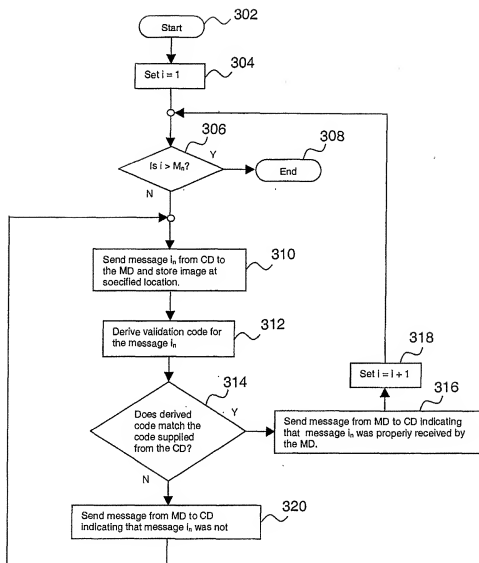 302
Start
304
Set i = 1
306
308
Is i > Mn?
Y
End
N
Send message in from CD to
the MD and store image at
soecified location.
310
Derive validation code for
the message in
312
318
Set i = i + 1
314
316
Does derived
code match the
code supplied
from the CD?
Y
Send message from MD to CD indicating
that message in was properly received by
the MD.
N
Send message from MD to CD
indicating that message in was not
320